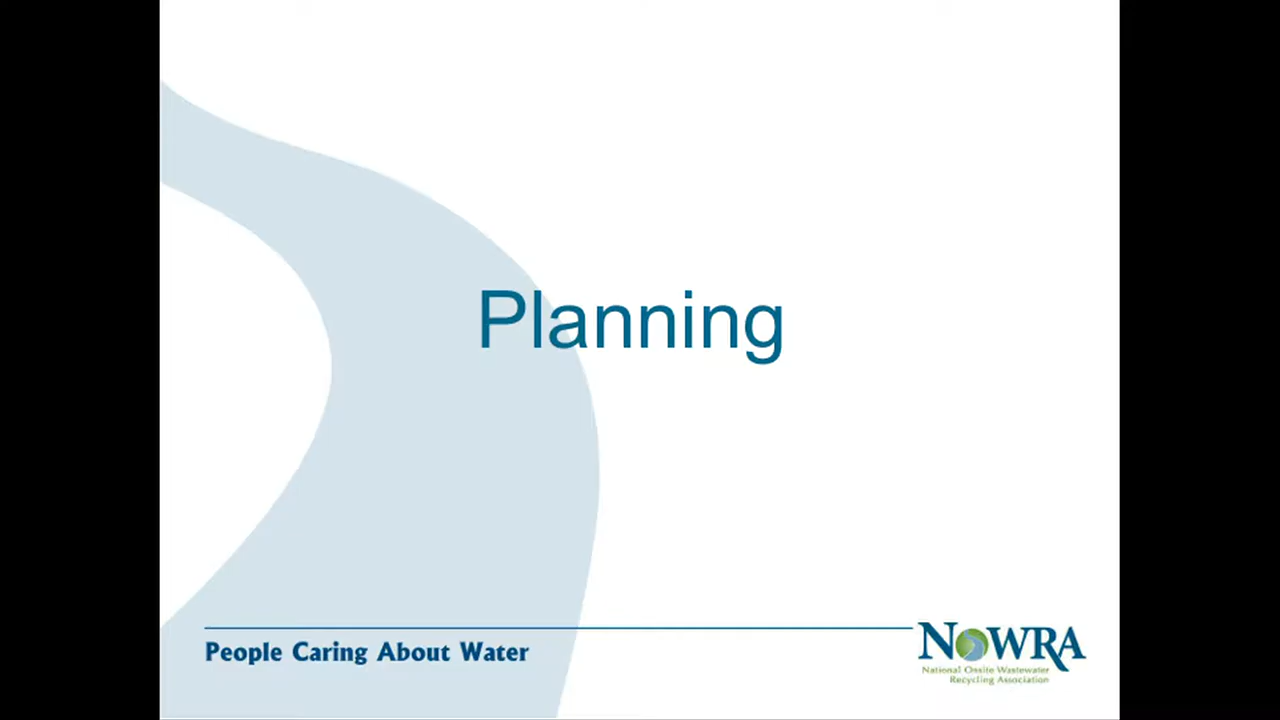 Planning
People Caring About Water
NOWRA
National Onsite Wastewater
Recycling Association